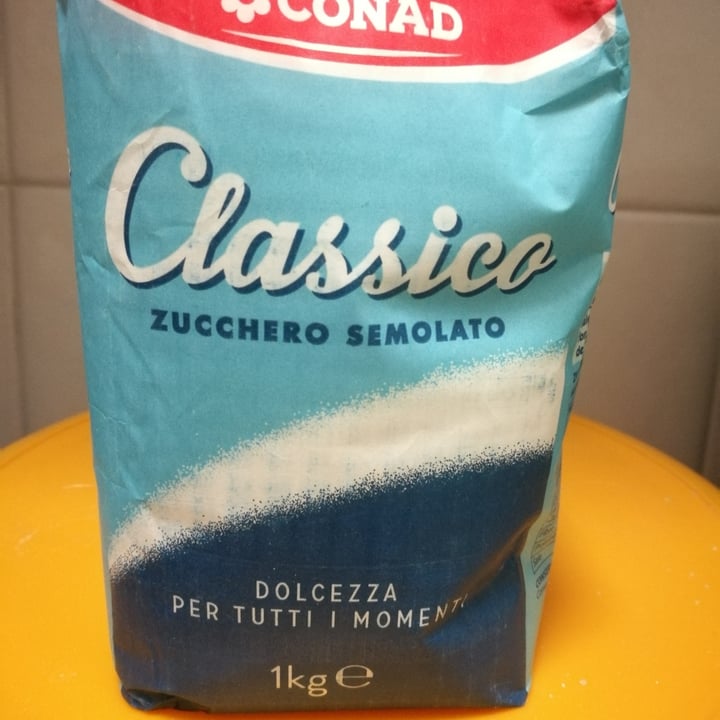 CONAD
Classico
ZUCCHERO SEMOLATO
DOLCEZZA
PER TUTTI I MOMENTI
1kg ℮